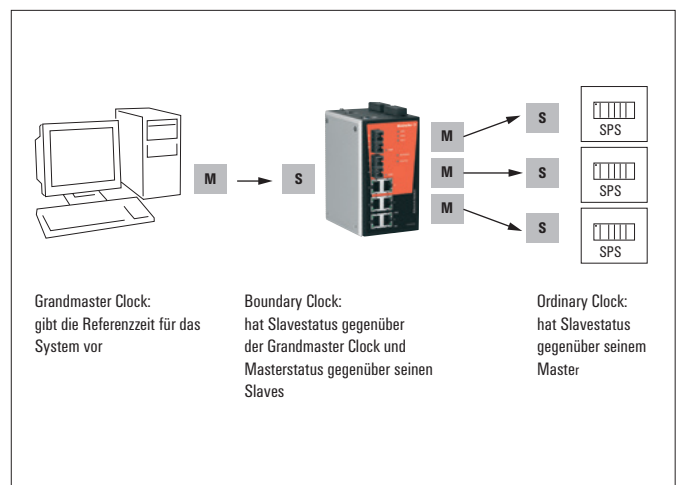 M
S
M
M
M
S
S
S
SPS
SPS
SPS
Grandmaster Clock:
gibt die Referenzzeit für das
System vor
Boundary Clock:
hat Slavestatus gegenüber
der Grandmaster Clock und
Masterstatus gegenüber seinen
Slaves
Ordinary Clock:
hat Slavestatus
gegenüber seinem
Master